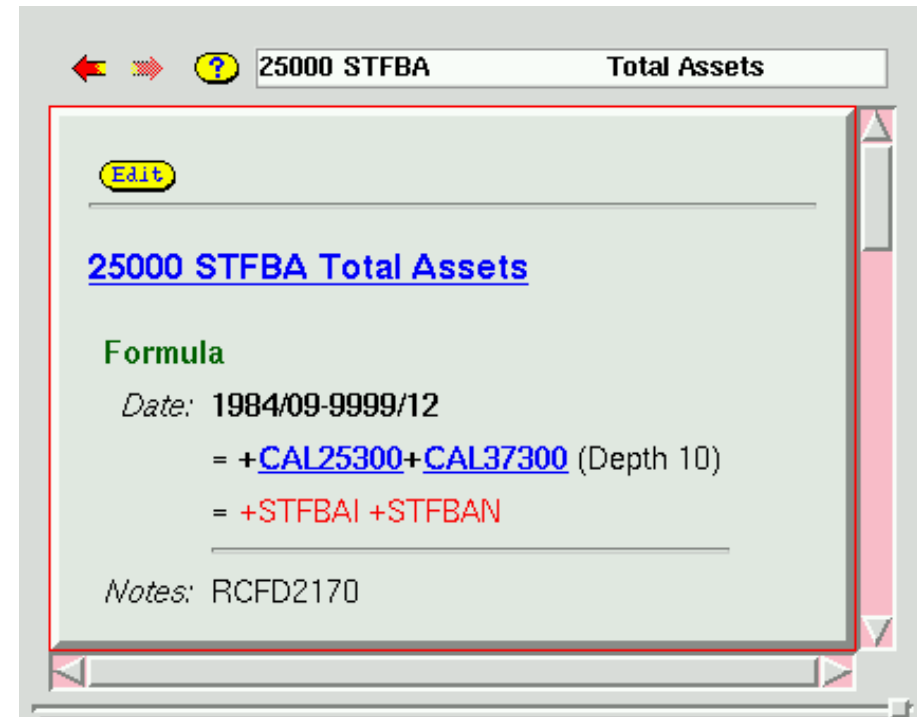 ? 25000 STFBA Total Assets
Edit
25000 STFBA Total Assets
Formula
Date: 1984/09-9999/12
= +CAL25300+CAL37300 (Depth 10)
= +STFBAI +STFBAN
Notes: RCFD2170